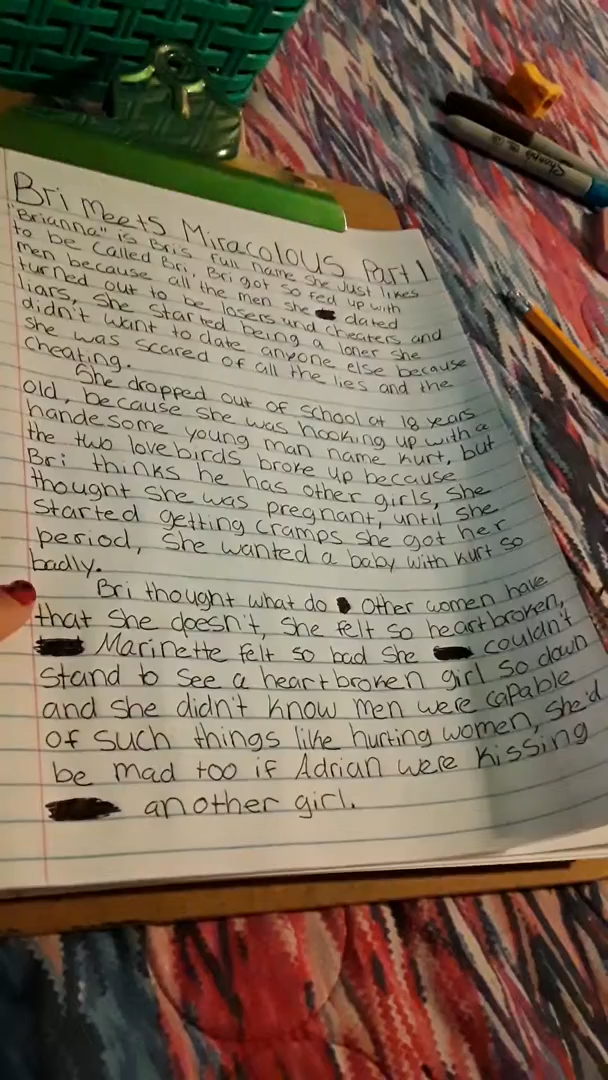 Bri meets Miracolous Part 1
"Brianna" is Bri's full name she just likes
to be called Bri, Bri got so fed up with
men because all the men she dated
turned out to be losers und cheaters and
liars, she started being a loner she
didn't want to date anyone else because
she was scared of all the lies and the
cheating.
She dropped out of school at 18 years
old, because she was hooking up with a
handesome young man name Kurt, but
the two lovebirds broke up because
Bri thinks he has other girls, she
thought she was pregnant, until she
started getting cramps she got her
period, she wanted a baby with Kurt so
badly.
Bri thought what do other women have
that she doesn't, she felt so heartbroken,
Marinette felt so bad she couldn't
stand to see a heartbroken girl so down
and she didn't know men were capable
of such things like hurting women, she'd
be mad too if Adrian were kissing
another girl.
Sharpie